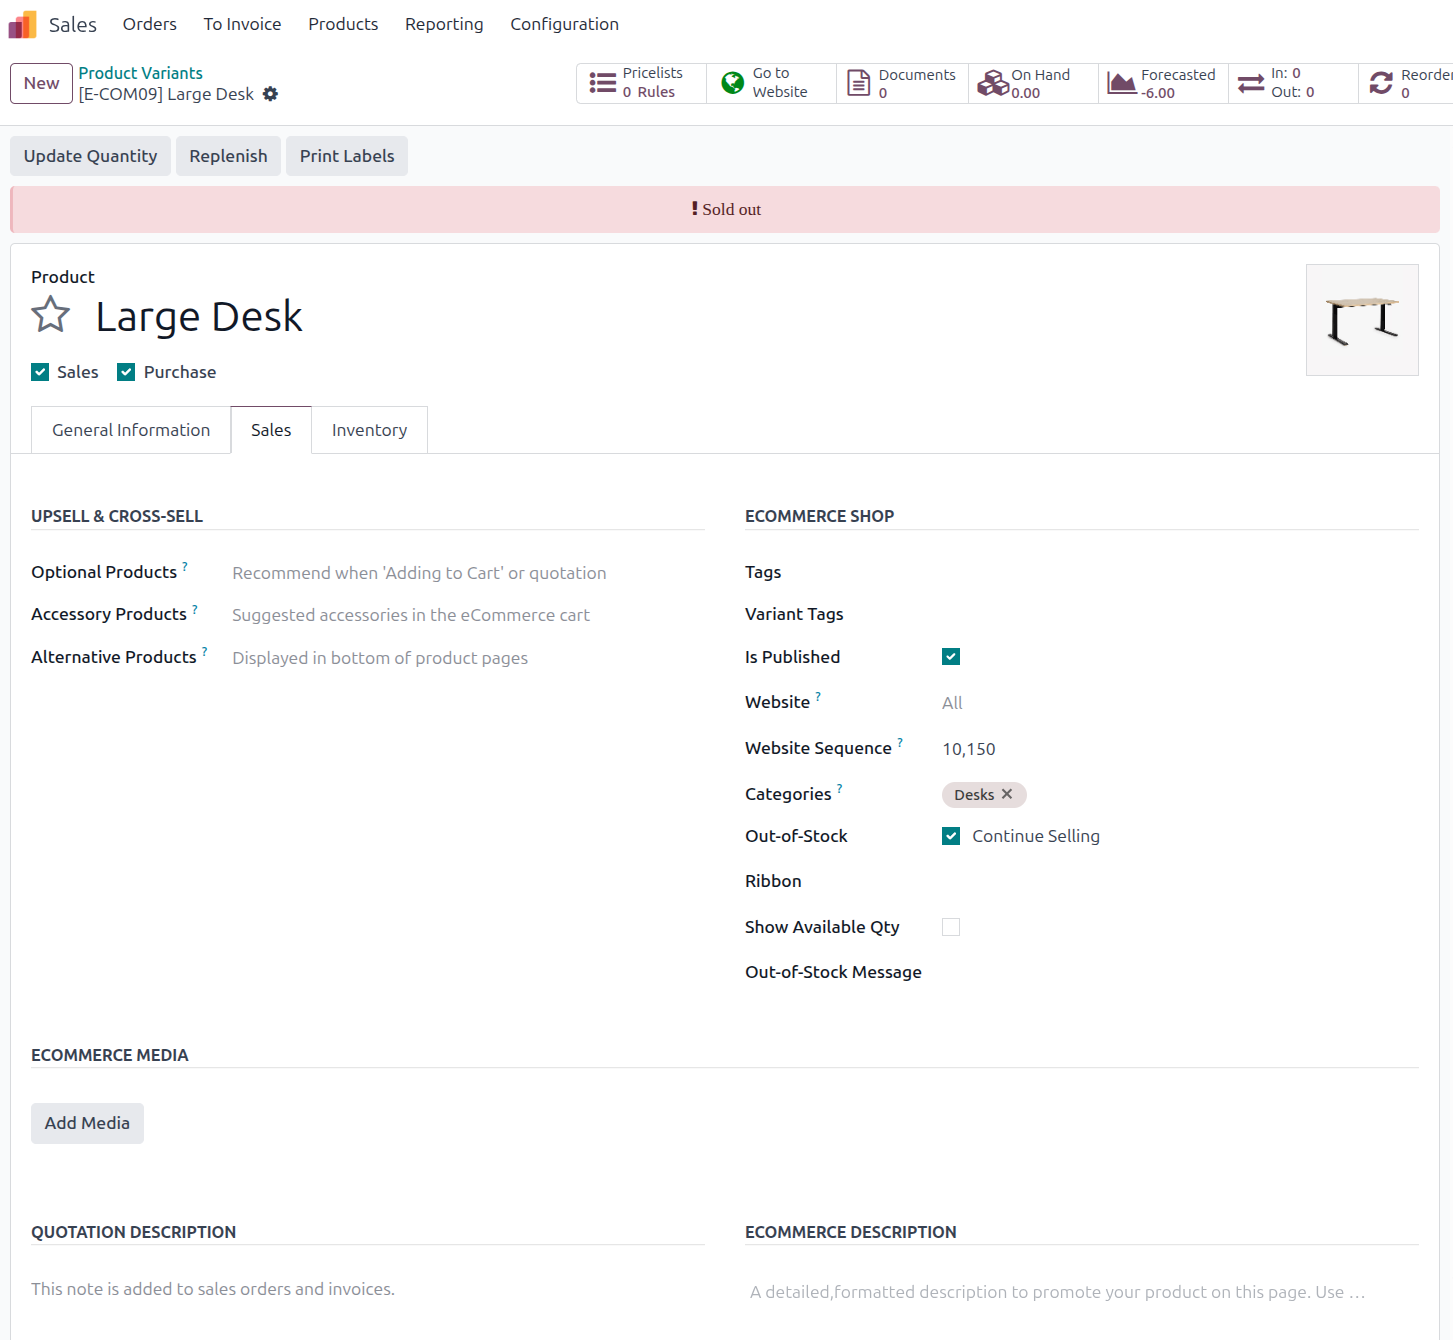 Sales Orders To Invoice Products Reporting Configuration
New
Product Variants
[E-COM09] Large Desk
Pricelists
0 Rules
Go to
Website
Documents
0
On Hand
0.00
Forecasted
-6.00
In: 0
Out: 0
Reorder
0
Update Quantity Replenish Print Labels
! Sold out
Product
Large Desk
Sales Purchase
General Information Sales Inventory
UPSELL & CROSS-SELL
Optional Products ? Recommend when 'Adding to Cart' or quotation
Accessory Products ? Suggested accessories in the eCommerce cart
Alternative Products ? Displayed in bottom of product pages
ECOMMERCE SHOP
Tags
Variant Tags
Is Published
Website ? All
Website Sequence ? 10,150
Categories ? Desks
Out-of-Stock Continue Selling
Ribbon
Show Available Qty
Out-of-Stock Message
ECOMMERCE MEDIA
Add Media
QUOTATION DESCRIPTION
This note is added to sales orders and invoices.
ECOMMERCE DESCRIPTION
A detailed,formatted description to promote your product on this page. Use …